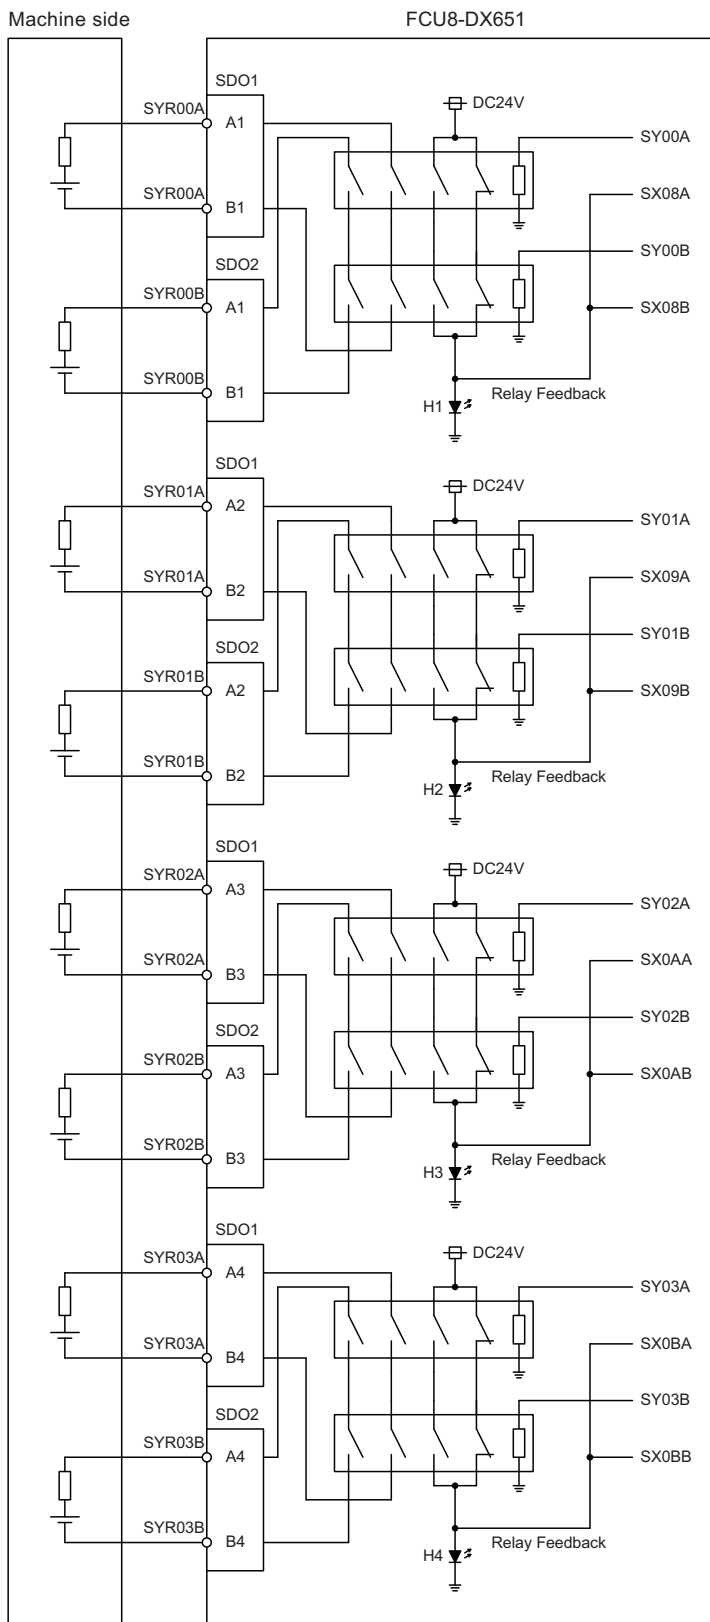 Machine side
FCU8-DX651
SDO1
SYR00A
A1
DC24V
SY00A
SYR00A
B1
SX08A
SDO2
SY00B
SYR00B
A1
SX08B
SYR00B
B1
H1
Relay Feedback
SDO1
SYR01A
A2
DC24V
SY01A
SYR01A
B2
SX09A
SDO2
SY01B
SYR01B
A2
SX09B
SYR01B
B2
H2
Relay Feedback
SDO1
SYR02A
A3
DC24V
SY02A
SYR02A
B3
SX0AA
SDO2
SY02B
SYR02B
A3
SX0AB
SYR02B
B3
H3
Relay Feedback
SDO1
SYR03A
A4
DC24V
SY03A
SYR03A
B4
SX0BA
SDO2
SY03B
SYR03B
A4
SX0BB
SYR03B
B4
H4
Relay Feedback